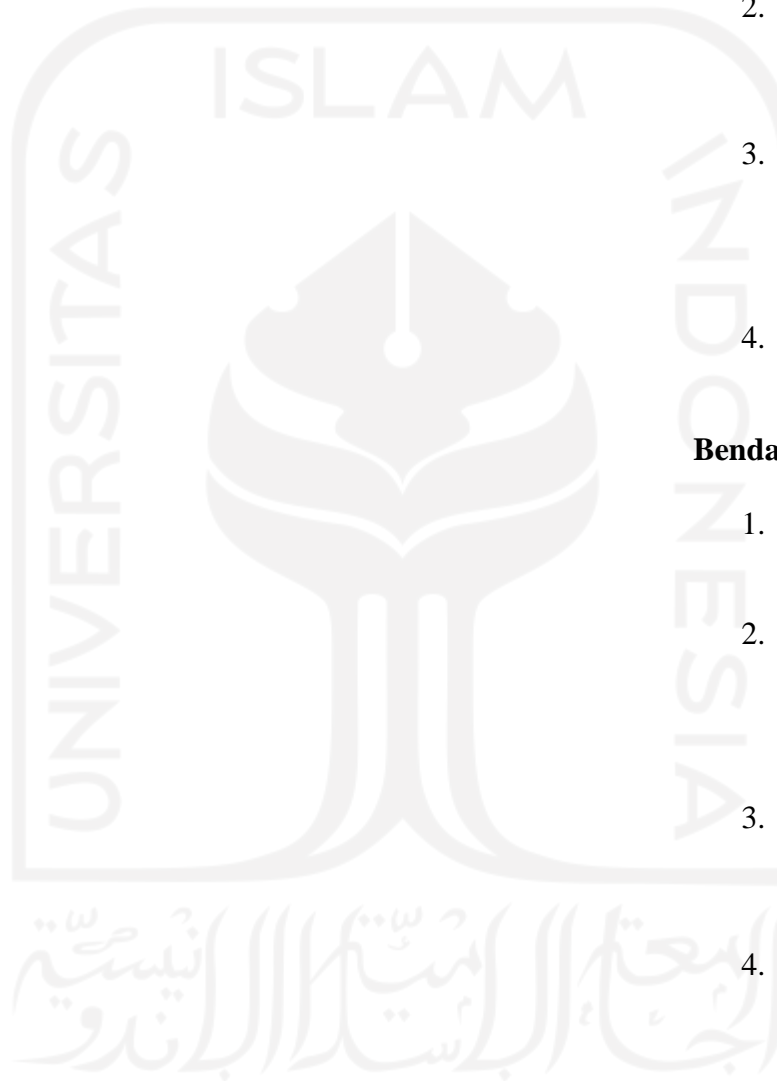 2.
ISLAM
3.
UNIVERSITAS
INDONESIA
4.
Benda
1.
2.
3.
4.